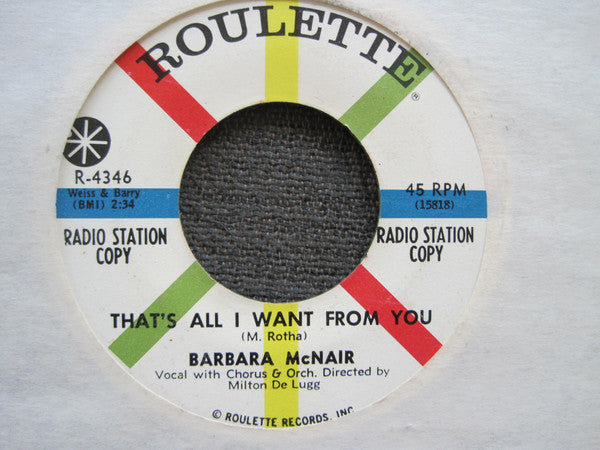 ROULETTE
®
R-4346
Weiss & Barry
(BMI) 2:34
RADIO STATION
COPY
45 RPM
(15818)
RADIO STATION
COPY
THAT'S ALL I WANT FROM YOU
(M. Rotha)
BARBARA McNAIR
Vocal with Chorus & Orch. Directed by
Milton De Lugg
© ROULETTE RECORDS, INC